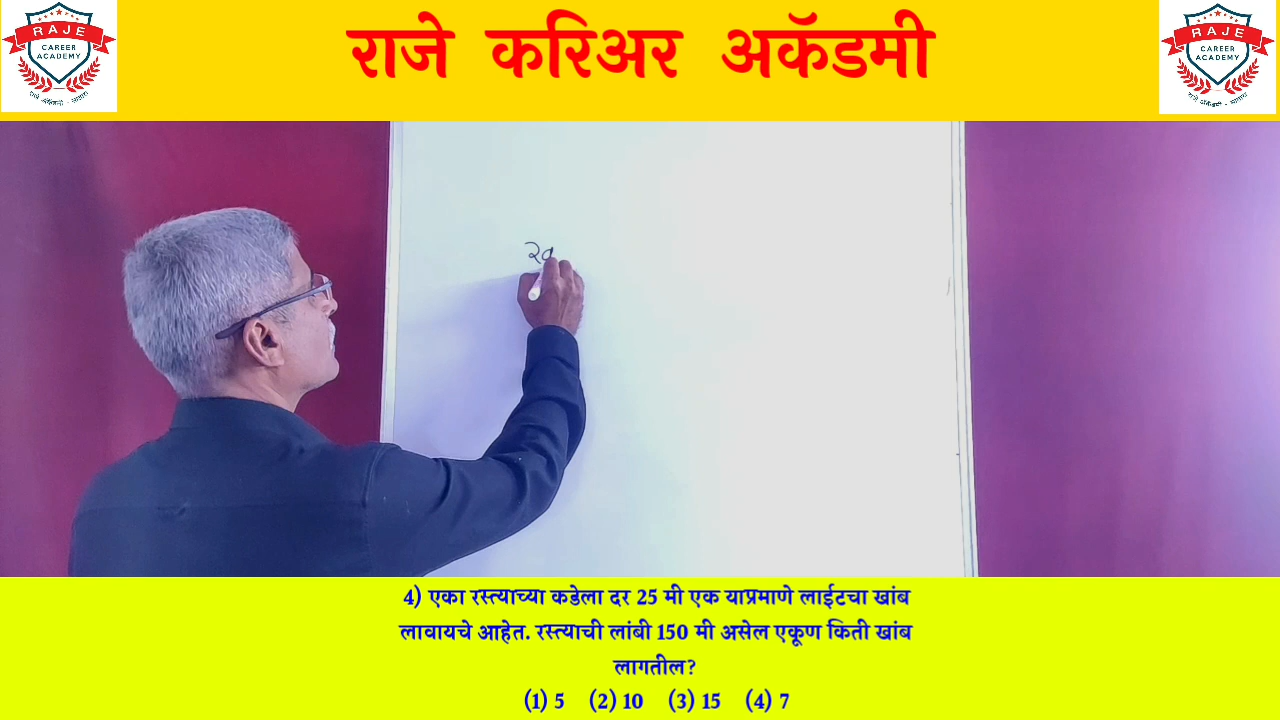 राजे करिअर अकॅडमी
RAJE
CAREER
ACADEMY
RAJE
CAREER
ACADEMY
4) एका रस्त्याच्या कडेला दर 25 मी एक याप्रमाणे लाईटचा खांब
लावायचे आहेत. रस्त्याची लांबी 150 मी असेल एकूण किती खांब
लागतील?
(1) 5 (2) 10 (3) 15 (4) 7